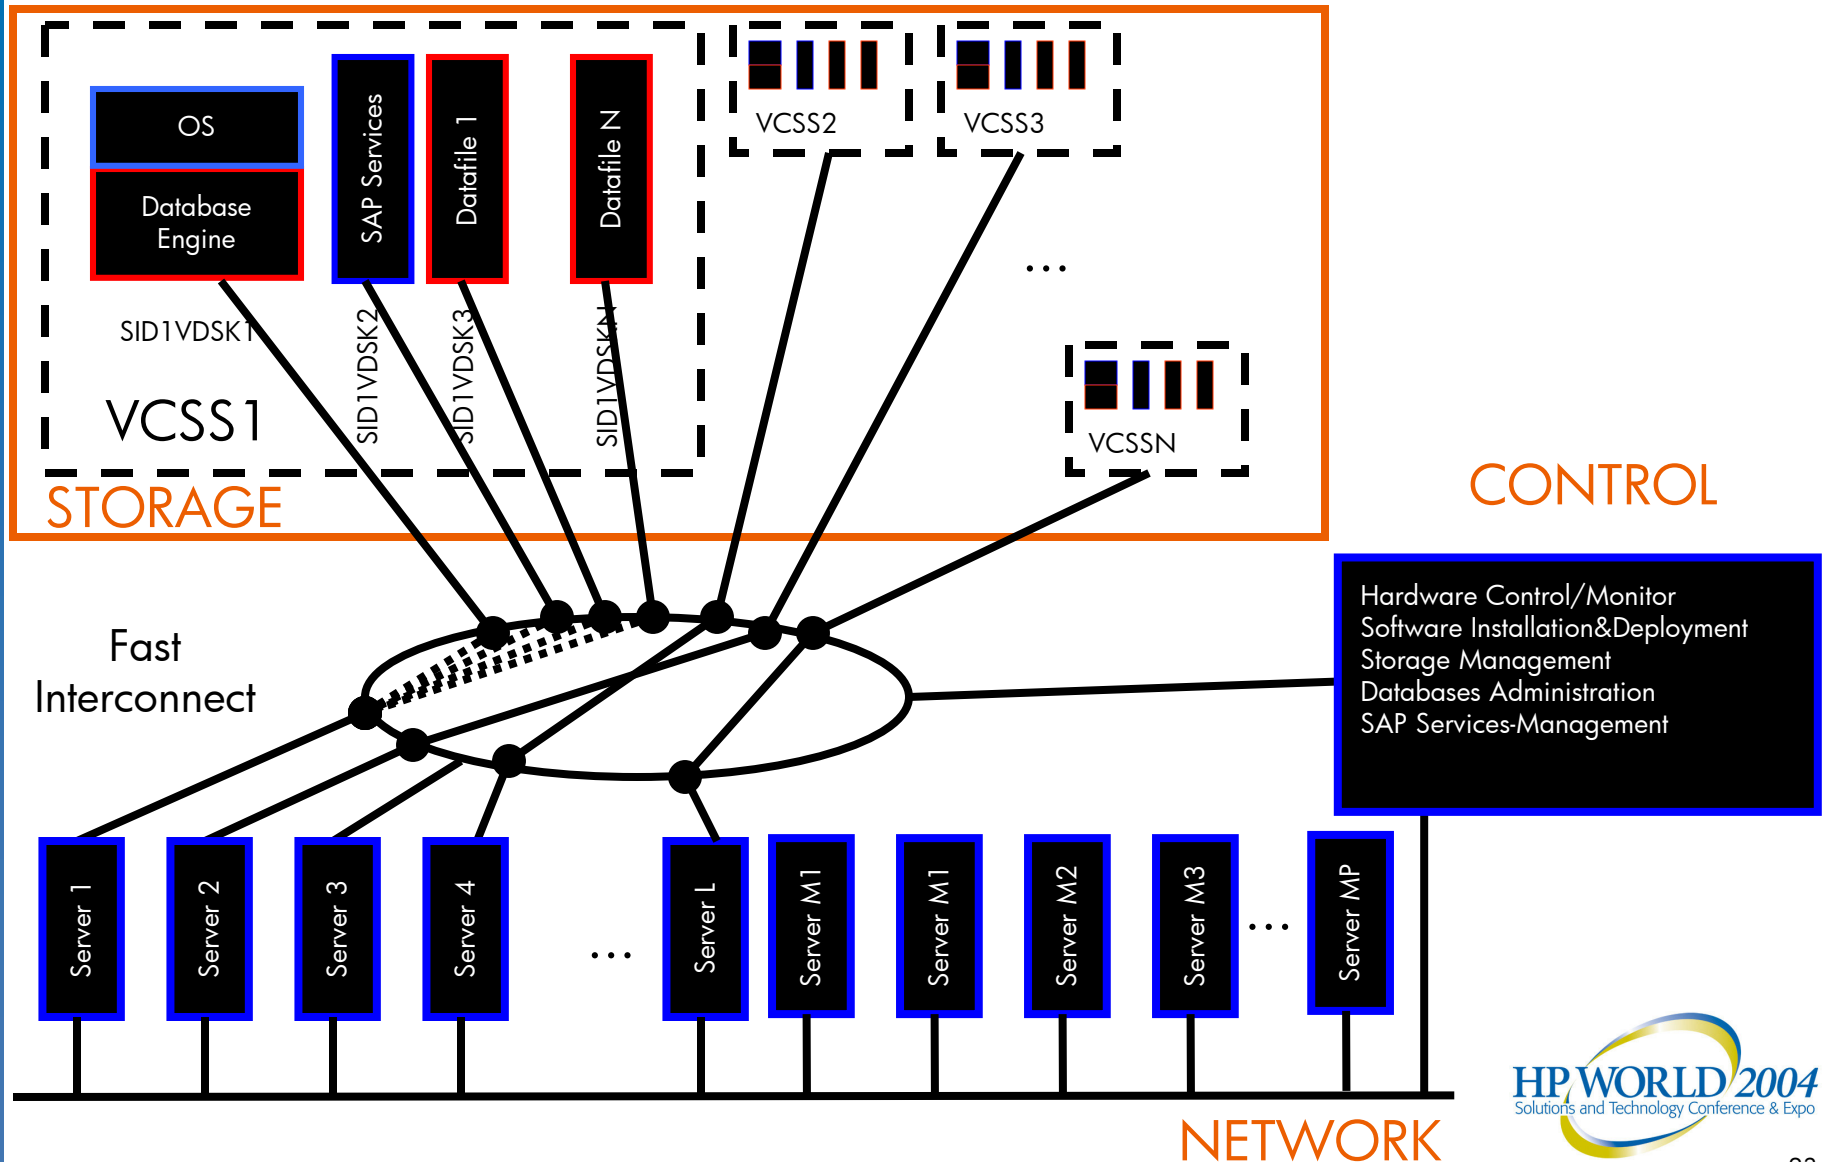 OS
Database
Engine
SAP Services
Datafile 1
Datafile N
SID1VDSK1
SID1VDSK2
SID1VDSK3
SID1VDSKN
VCSS1
VCSS2
VCSS3
...
VCSSN
STORAGE
CONTROL
Hardware Control/Monitor
Software Installation&Deployment
Storage Management
Databases Administration
SAP Services-Management
Fast
Interconnect
Server 1
Server 2
Server 3
Server 4
...
Server L
Server M1
Server M1
Server M2
Server M3
...
Server MP
NETWORK
HP WORLD 2004
Solutions and Technology Conference & Expo